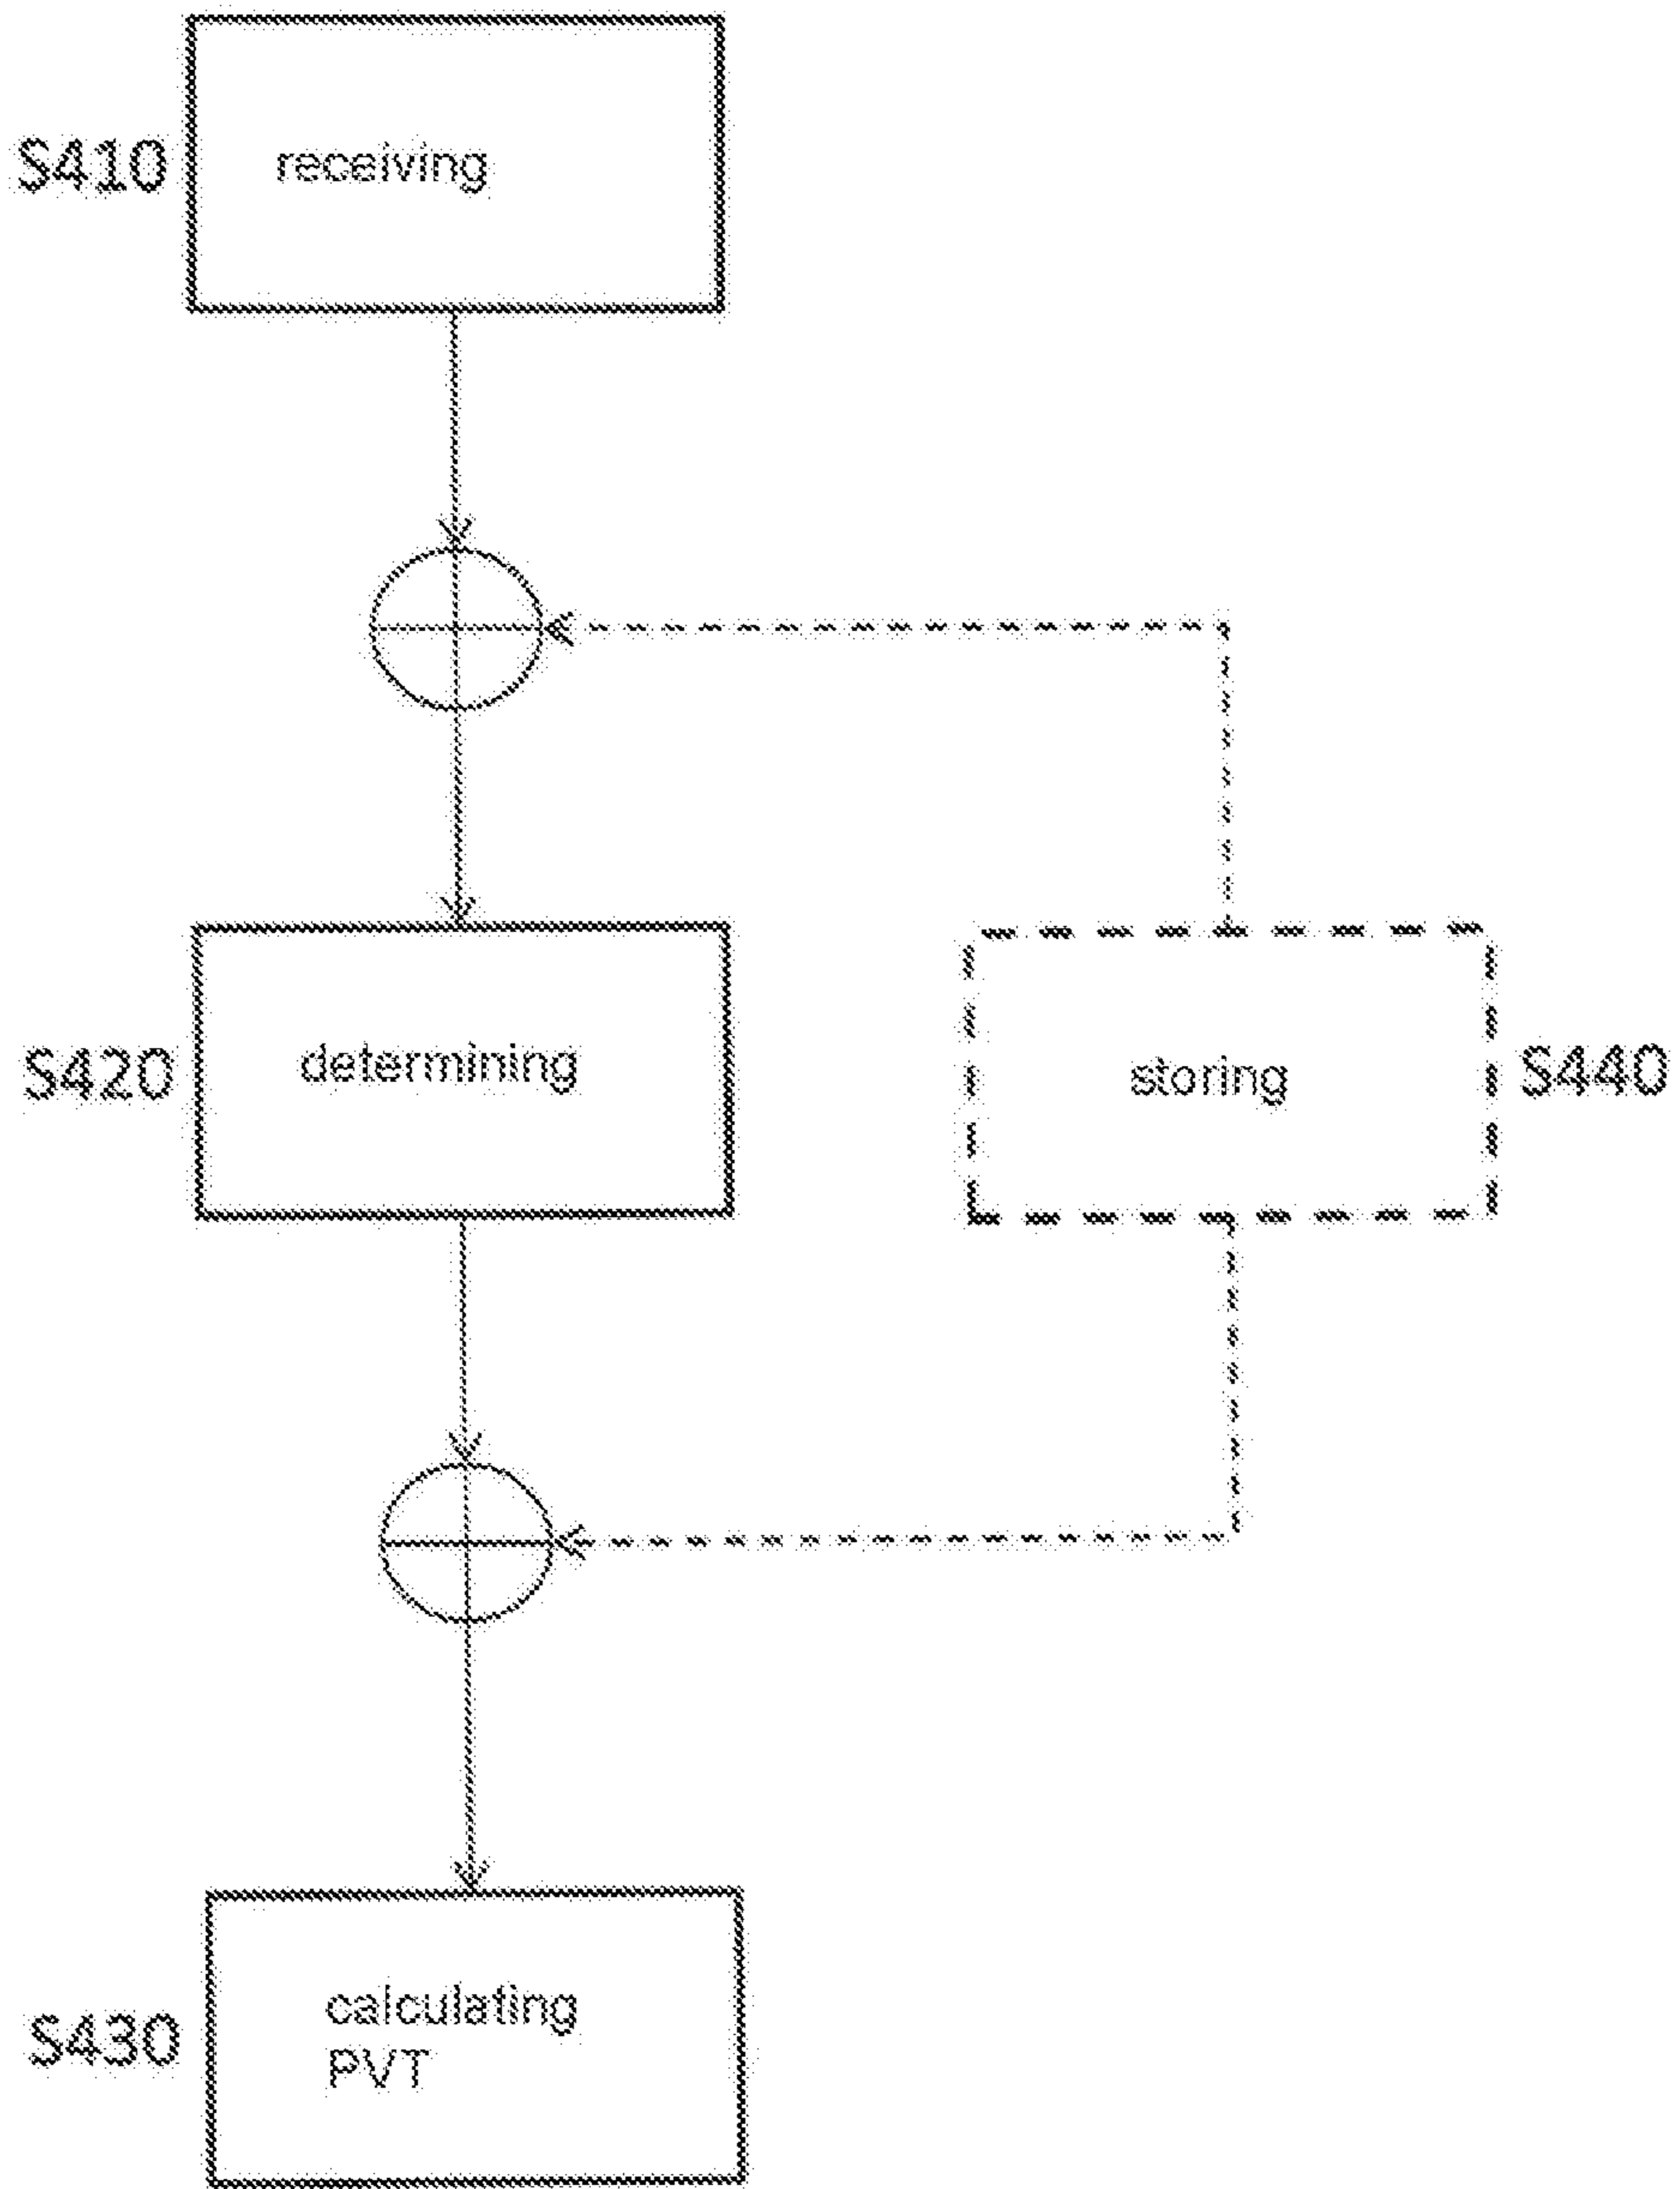 S410
receiving
S420
determining
storing
S440
S430
calculating
PVT